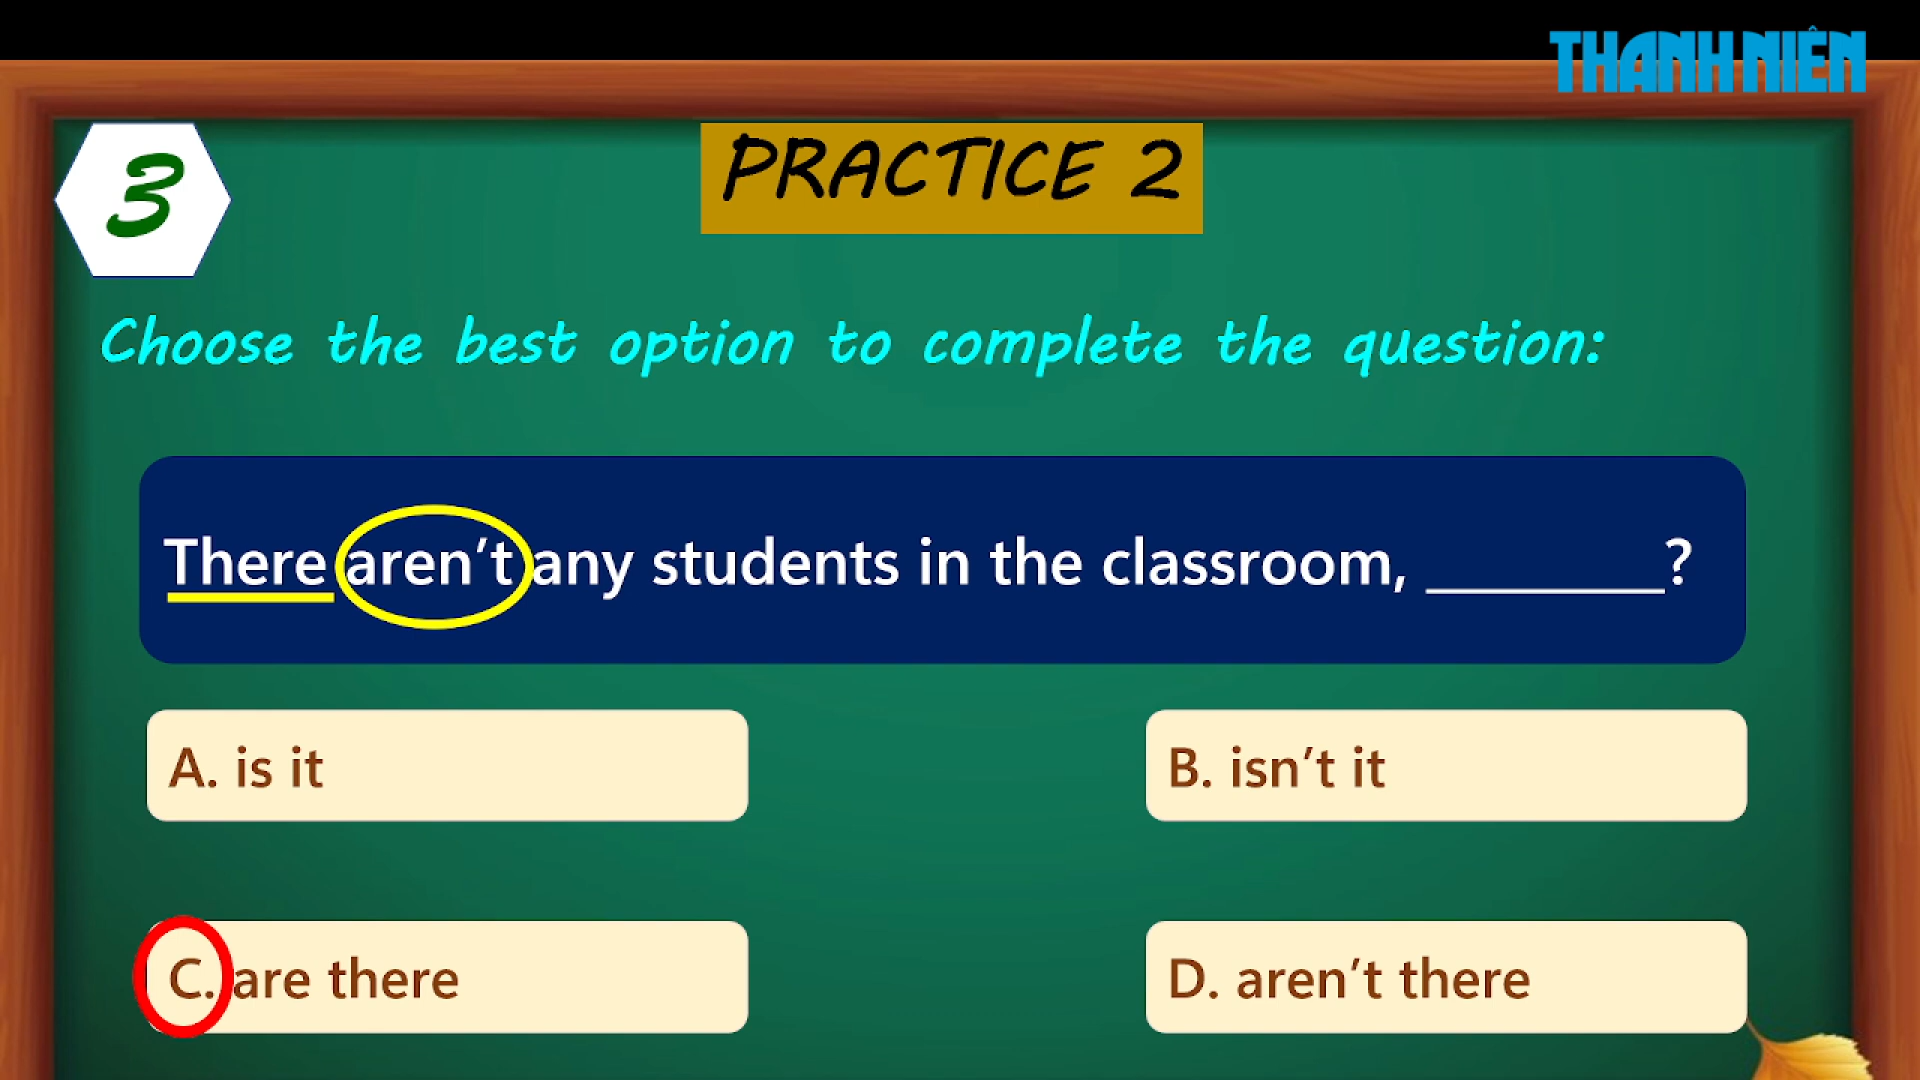 THANH NIÊN
3
PRACTICE 2
Choose the best option to complete the question:
There aren’t any students in the classroom, ________?
A. is it
B. isn’t it
C. are there
D. aren’t there